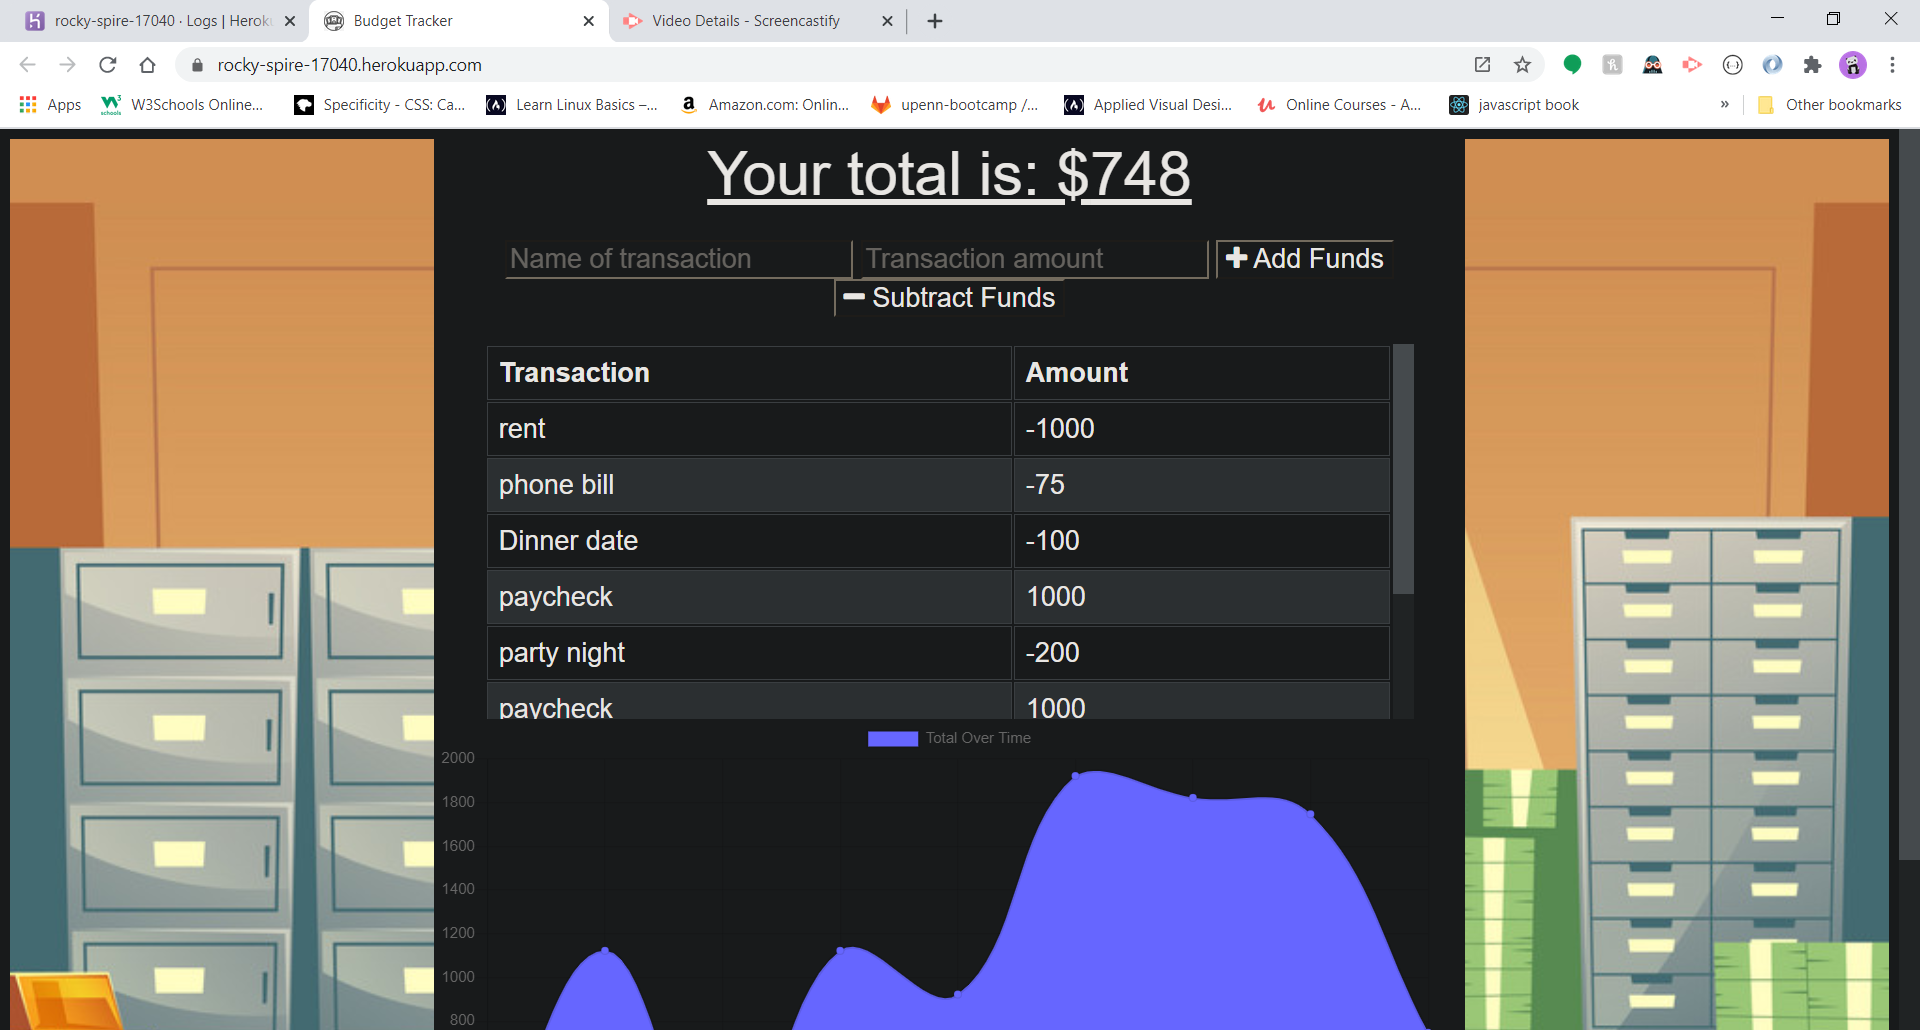 rocky-spire-17040 · Logs | Herok
Budget Tracker
Video Details - Screencastify
rocky-spire-17040.herokuapp.com
Apps
W3Schools Online...
Specificity - CSS: Ca...
Learn Linux Basics –...
Amazon.com: Onlin...
upenn-bootcamp /...
Applied Visual Desi...
Online Courses - A...
javascript book
»
Other bookmarks
Your total is: $748
Name of transaction
Transaction amount
Add Funds
Subtract Funds
Transaction Amount
rent -1000
phone bill -75
Dinner date -100
paycheck 1000
party night -200
paycheck 1000
Total Over Time
2000
1800
1600
1400
1200
1000
800